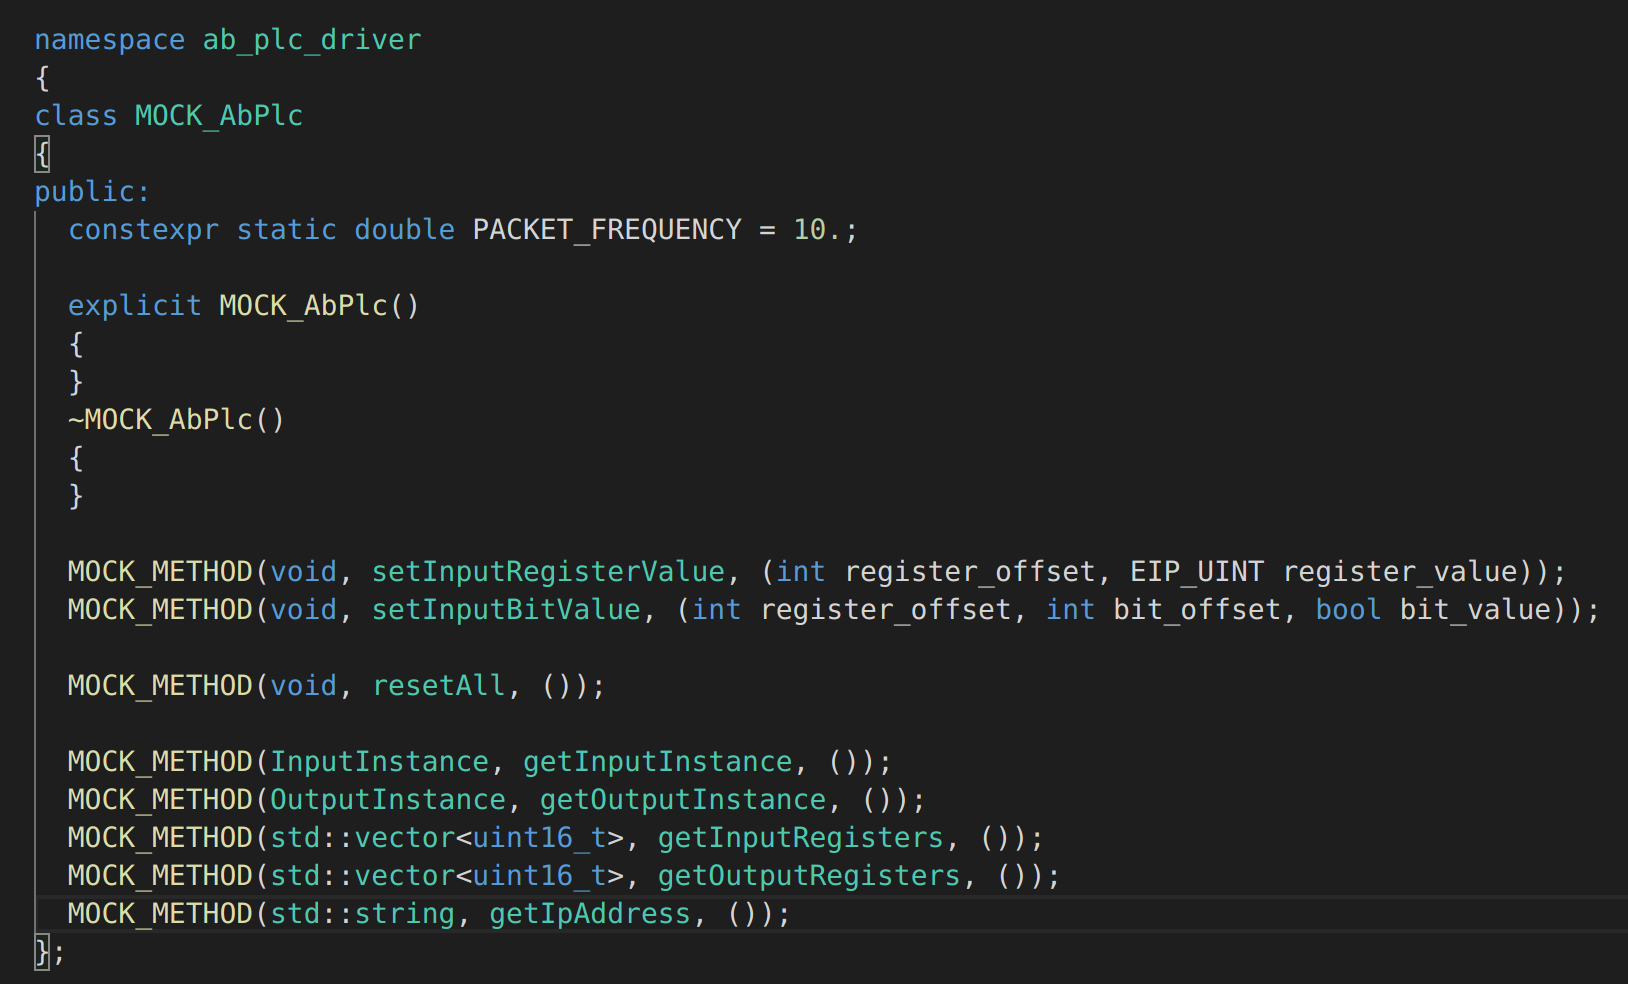 namespace ab_plc_driver
{
class MOCK_AbPlc
{
public:
  constexpr static double PACKET_FREQUENCY = 10.;

  explicit MOCK_AbPlc()
  {
  }
  ~MOCK_AbPlc()
  {
  }

  MOCK_METHOD(void, setInputRegisterValue, (int register_offset, EIP_UINT register_value));
  MOCK_METHOD(void, setInputBitValue, (int register_offset, int bit_offset, bool bit_value));

  MOCK_METHOD(void, resetAll, ());

  MOCK_METHOD(InputInstance, getInputInstance, ());
  MOCK_METHOD(OutputInstance, getOutputInstance, ());
  MOCK_METHOD(std::vector<uint16_t>, getInputRegisters, ());
  MOCK_METHOD(std::vector<uint16_t>, getOutputRegisters, ());
  MOCK_METHOD(std::string, getIpAddress, ());
};